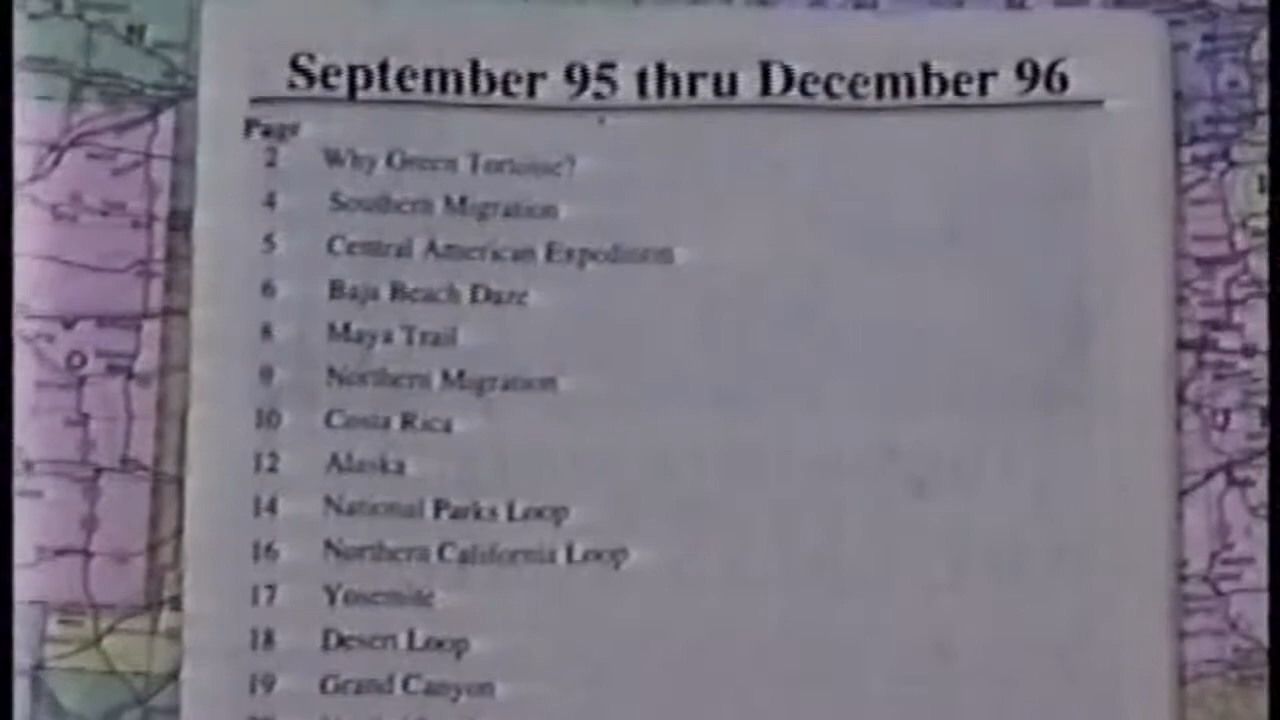 September 95 thru December 96
Page
2 Why Green Tortoise?
4 Southern Migration
5 Central American Expedition
6 Baja Beach Daze
8 Maya Trail
9 Northern Migration
10 Costa Rica
12 Alaska
14 National Parks Loop
16 Northern California Loop
17 Yosemite
18 Desert Loop
19 Grand Canyon